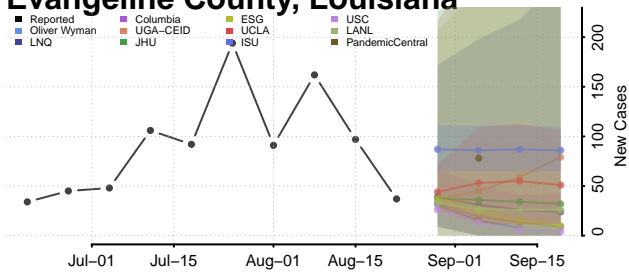 Evangeline County, Louisiana
Reported Columbia ESG USC
Oliver Wyman UGA−CEID UCLA LANL
LNQ JHU ISU PandemicCentral
200
150
100
50
0
New Cases
Jul−01 Jul−15 Aug−01 Aug−15 Sep−01 Sep−15